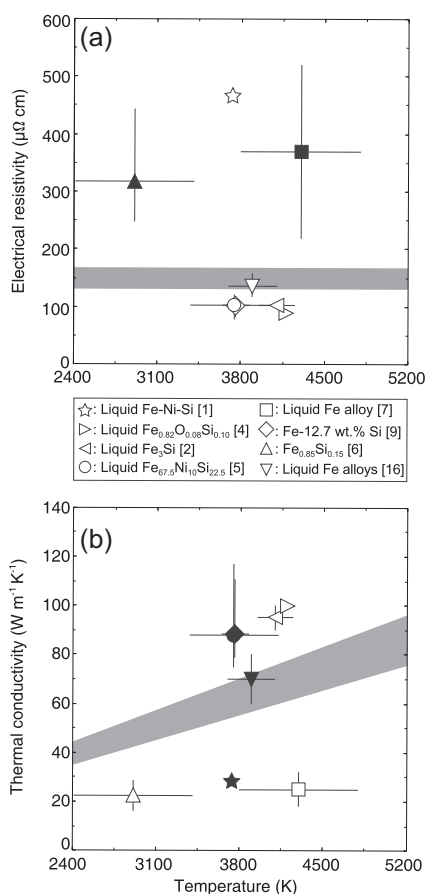 (a)
Electrical resistivity (μΩ cm)
600
500
400
300
200
100
0
2400 3100 3800 4500 5200
☆: Liquid Fe-Ni-Si [1]
▷: Liquid Fe₀.₈₂O₀.₀₈Si₀.₁₀ [4]
◁: Liquid Fe₃Si [2]
○: Liquid Fe₆₇.₅Ni₁₀Si₂₂.₅ [5]
□: Liquid Fe alloy [7]
◇: Fe-12.7 wt.% Si [9]
△: Fe₀.₈₅Si₀.₁₅ [6]
▽: Liquid Fe alloys [16]
(b)
Thermal conductivity (W m⁻¹ K⁻¹)
140
120
100
80
60
40
20
0
2400 3100 3800 4500 5200
Temperature (K)